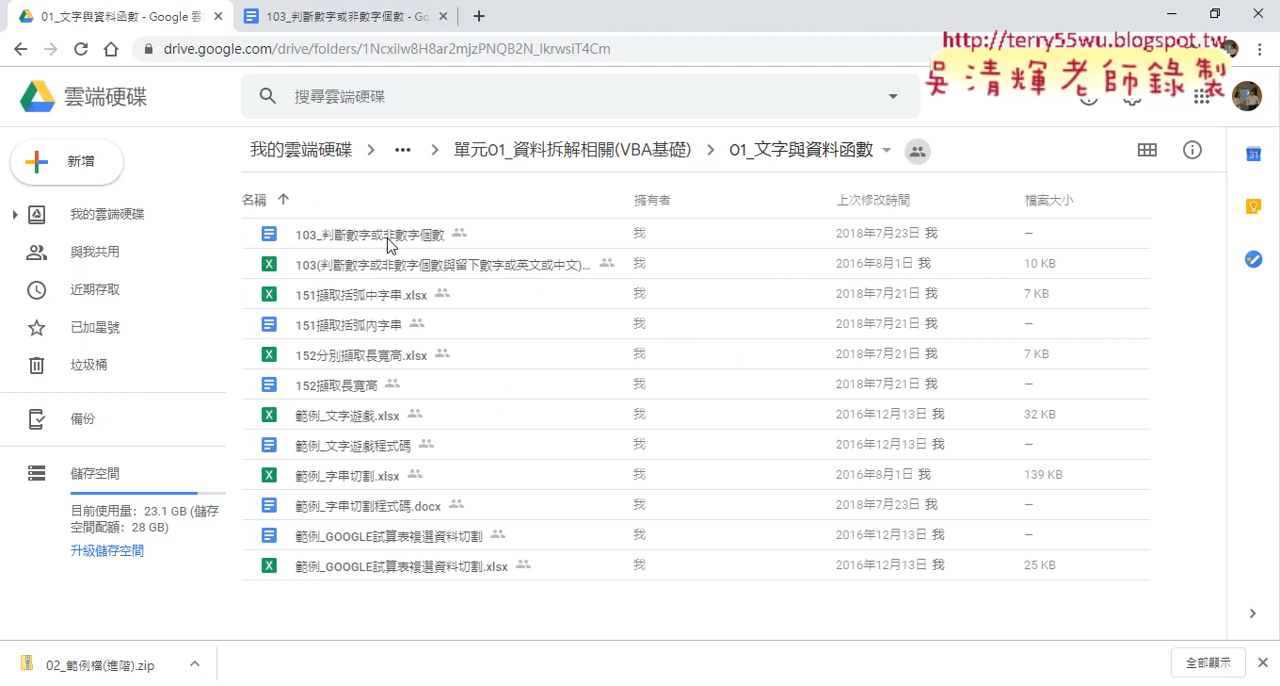 01_文字與資料函數 - Google 雲
103_判斷數字或非數字個數 - Go
drive.google.com/drive/folders/1Ncxilw8H8ar2mjzPNQB2N_lkrwsiT4Cm
http://terry55wu.blogspot.tw
吳清輝老師錄製
雲端硬碟
搜尋雲端硬碟
新增
我的雲端硬碟
•••
單元01_資料拆解相關(VBA基礎)
01_文字與資料函數
我的雲端硬碟
與我共用
近期存取
已加星號
垃圾桶
備份
儲存空間
目前使用量：23.1 GB (儲存
空間配額：28 GB)
升級儲存空間
名稱 擁有者 上次修改時間 檔案大小
103_判斷數字或非數字個數 我 2018年7月23日 我 –
103(判斷數字或非數字個數與留下數字或英文或中文)... 我 2016年8月1日 我 10 KB
151擷取括弧中字串.xlsx 我 2018年7月21日 我 7 KB
151擷取括弧內字串 我 2018年7月21日 我 –
152分別擷取長寬高.xlsx 我 2018年7月21日 我 7 KB
152擷取長寬高 我 2018年7月21日 我 –
範例_文字遊戲.xlsx 我 2016年12月13日 我 32 KB
範例_文字遊戲程式碼 我 2016年12月13日 我 –
範例_字串切割.xlsx 我 2016年8月1日 我 139 KB
範例_字串切割程式碼.docx 我 2018年7月23日 我 –
範例_GOOGLE試算表複選資料切割 我 2016年12月13日 我 –
範例_GOOGLE試算表複選資料切割.xlsx 我 2016年12月13日 我 25 KB
31
02_範例檔(進階).zip
全部顯示